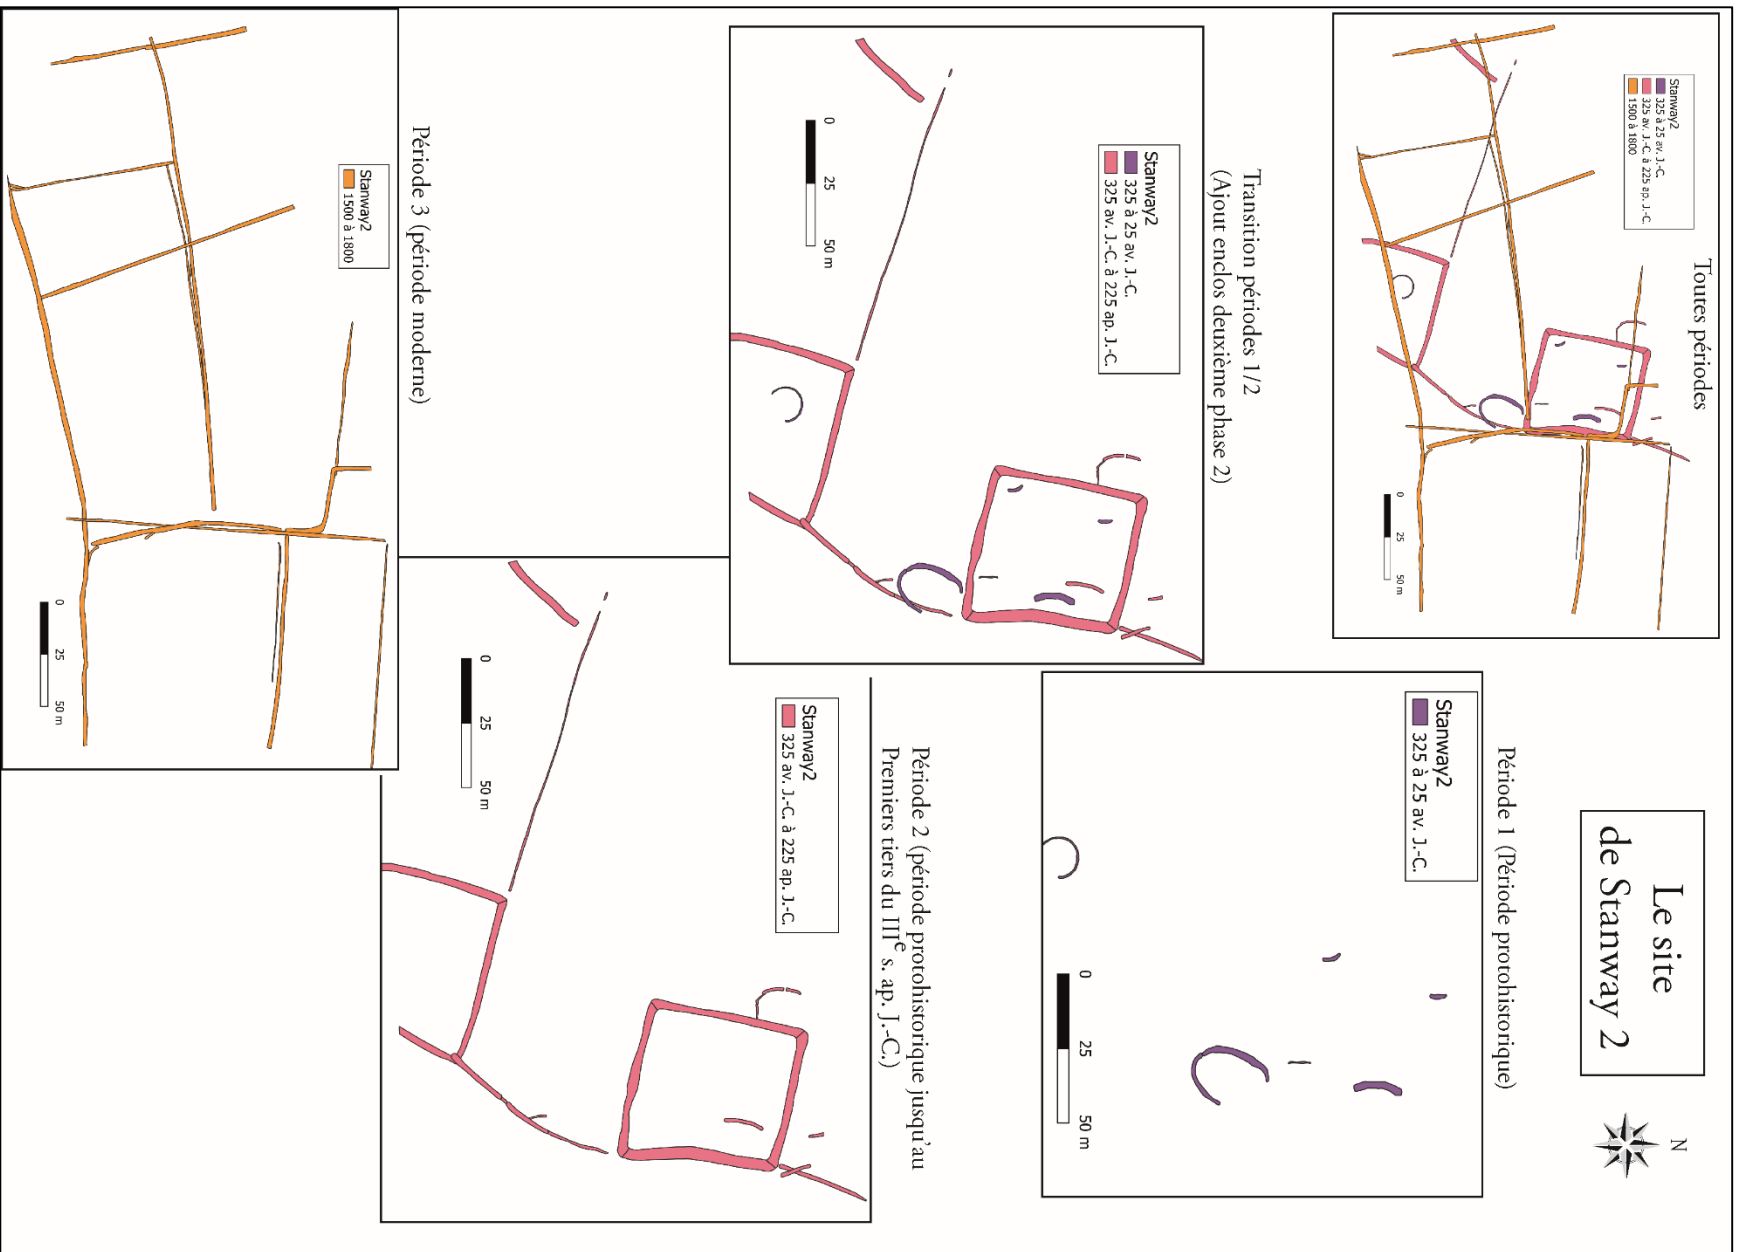 Le site
de Stanway 2
N
Toutes périodes
Stanway2
325 à 25 av. J.-C.
325 av. J.-C. à 225 ap. J.-C.
1500 à 1800
0 25 50 m
Période 1 (Période protohistorique)
Stanway2
325 à 25 av. J.-C.
0 25 50 m
Transition périodes 1/2
(Ajout enclos deuxième phase 2)
Stanway2
325 à 25 av. J.-C.
325 av. J.-C. à 225 ap. J.-C.
0 25 50 m
Période 2 (période protohistorique jusqu'au
Premiers tiers du IIIe s. ap. J.-C.)
Stanway2
325 av. J.-C. à 225 ap. J.-C.
0 25 50 m
Période 3 (période moderne)
Stanway2
1500 à 1800
0 25 50 m